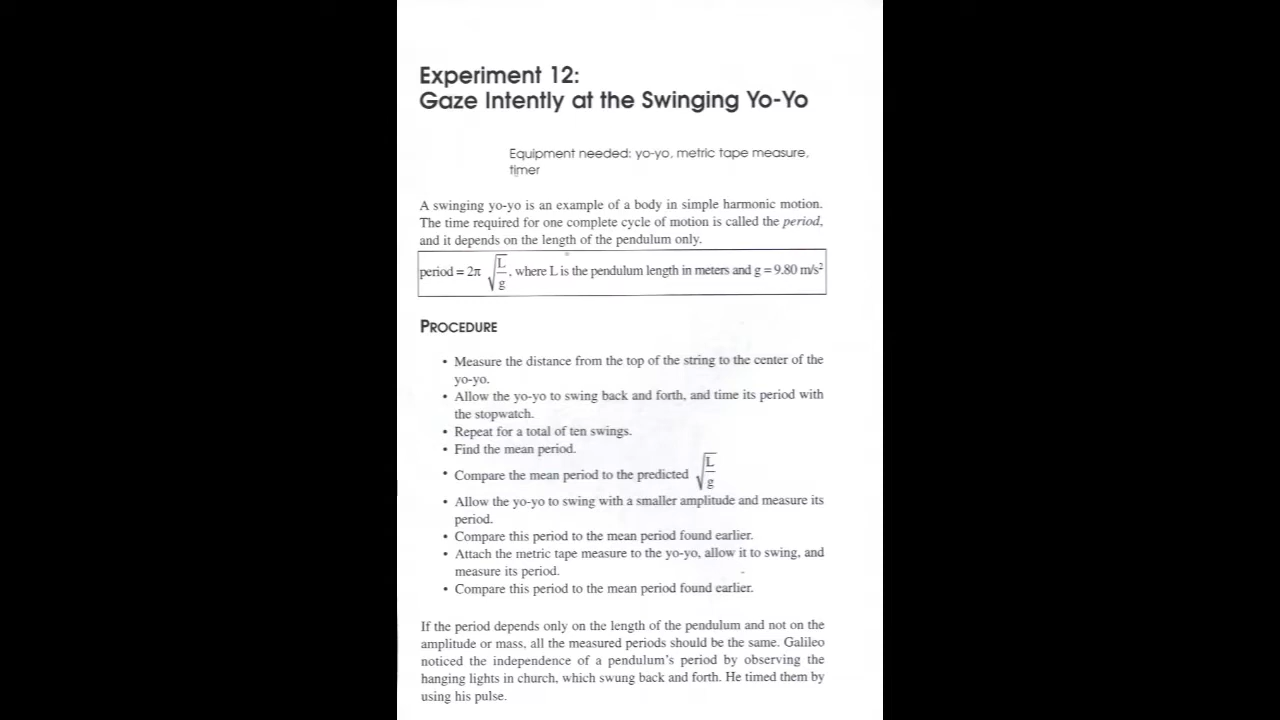 Experiment 12:
Gaze Intently at the Swinging Yo-Yo
Equipment needed: yo-yo, metric tape measure,
timer
A swinging yo-yo is an example of a body in simple harmonic motion.
The time required for one complete cycle of motion is called the period,
and it depends on the length of the pendulum only.
period = 2π √(L/g), where L is the pendulum length in meters and g = 9.80 m/s²
PROCEDURE
• Measure the distance from the top of the string to the center of the
yo-yo.
• Allow the yo-yo to swing back and forth, and time its period with
the stopwatch.
• Repeat for a total of ten swings.
• Find the mean period.
• Compare the mean period to the predicted √(L/g)
• Allow the yo-yo to swing with a smaller amplitude and measure its
period.
• Compare this period to the mean period found earlier.
• Attach the metric tape measure to the yo-yo, allow it to swing, and
measure its period.
• Compare this period to the mean period found earlier.
If the period depends only on the length of the pendulum and not on the
amplitude or mass, all the measured periods should be the same. Galileo
noticed the independence of a pendulum's period by observing the
hanging lights in church, which swung back and forth. He timed them by
using his pulse.